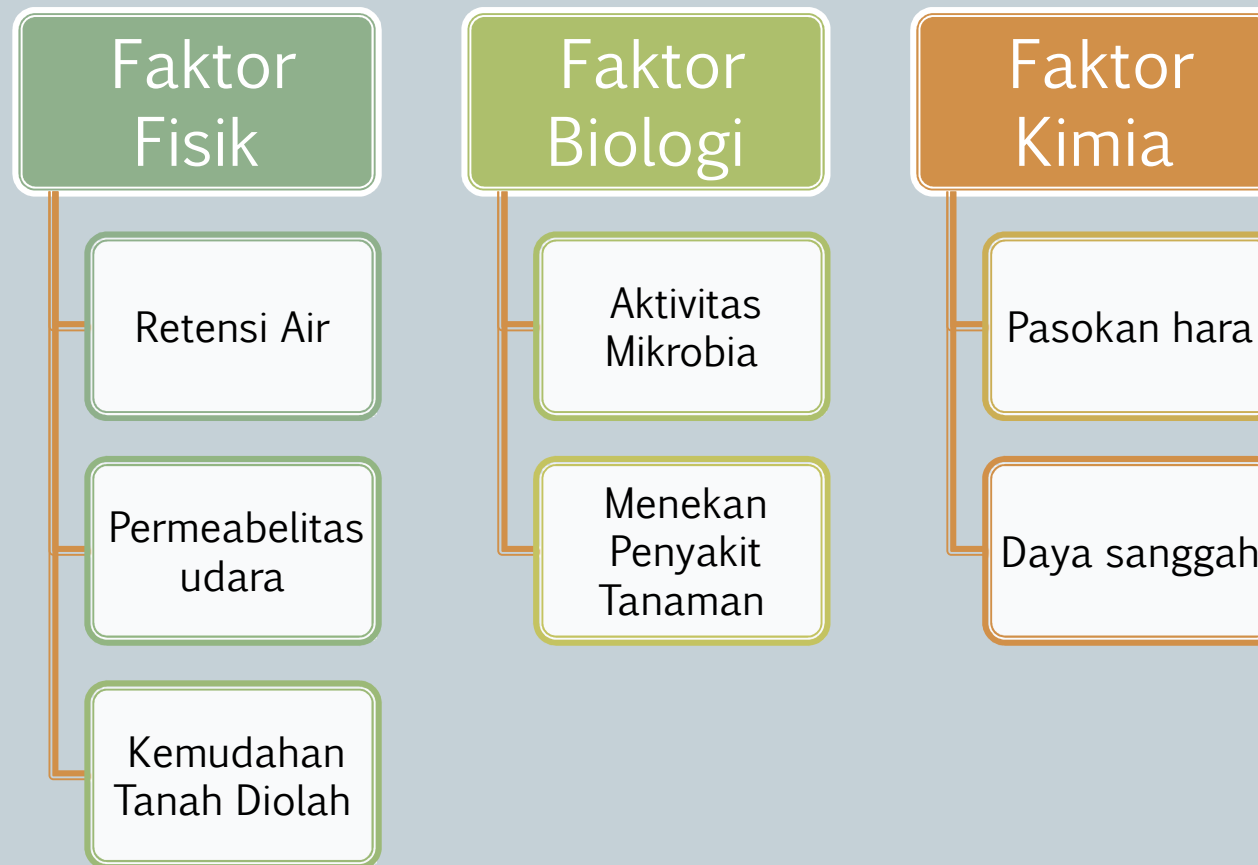 Faktor
Fisik
Retensi Air
Permeabelitas
udara
Kemudahan
Tanah Diolah
Faktor
Biologi
Aktivitas
Mikrobia
Menekan
Penyakit
Tanaman
Faktor
Kimia
Pasokan hara
Daya sanggah